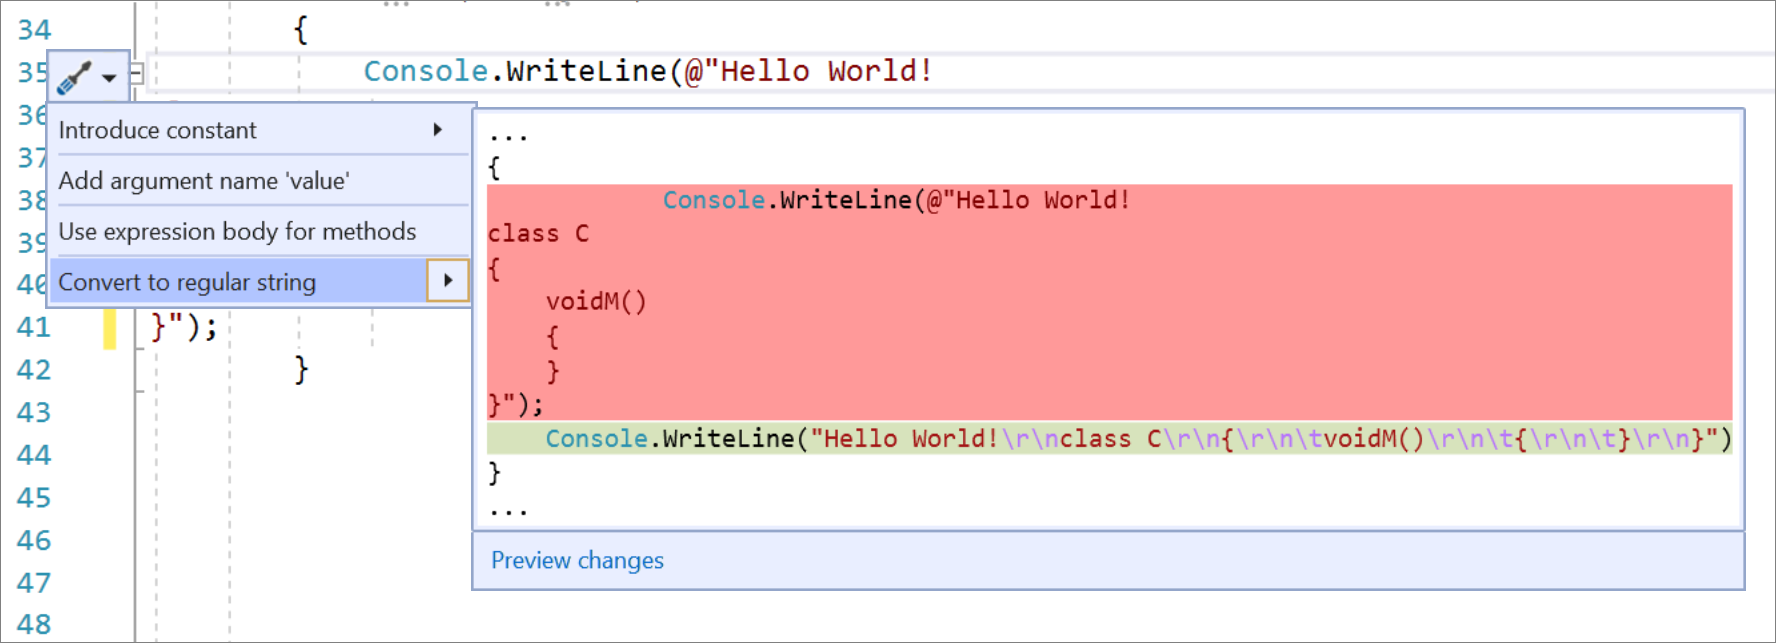 34 {
35 Console.WriteLine(@"Hello World!
36
37
38
39
40
41 }");
42 }
43
44
45
46
47
48
Introduce constant
Add argument name 'value'
Use expression body for methods
Convert to regular string
...
{
Console.WriteLine(@"Hello World!
class C
{
voidM()
{
}
}");
Console.WriteLine("Hello World!\r\nclass C\r\n{\r\n\tvoidM()\r\n\t{\r\n\t}\r\n}")
}
...
Preview changes